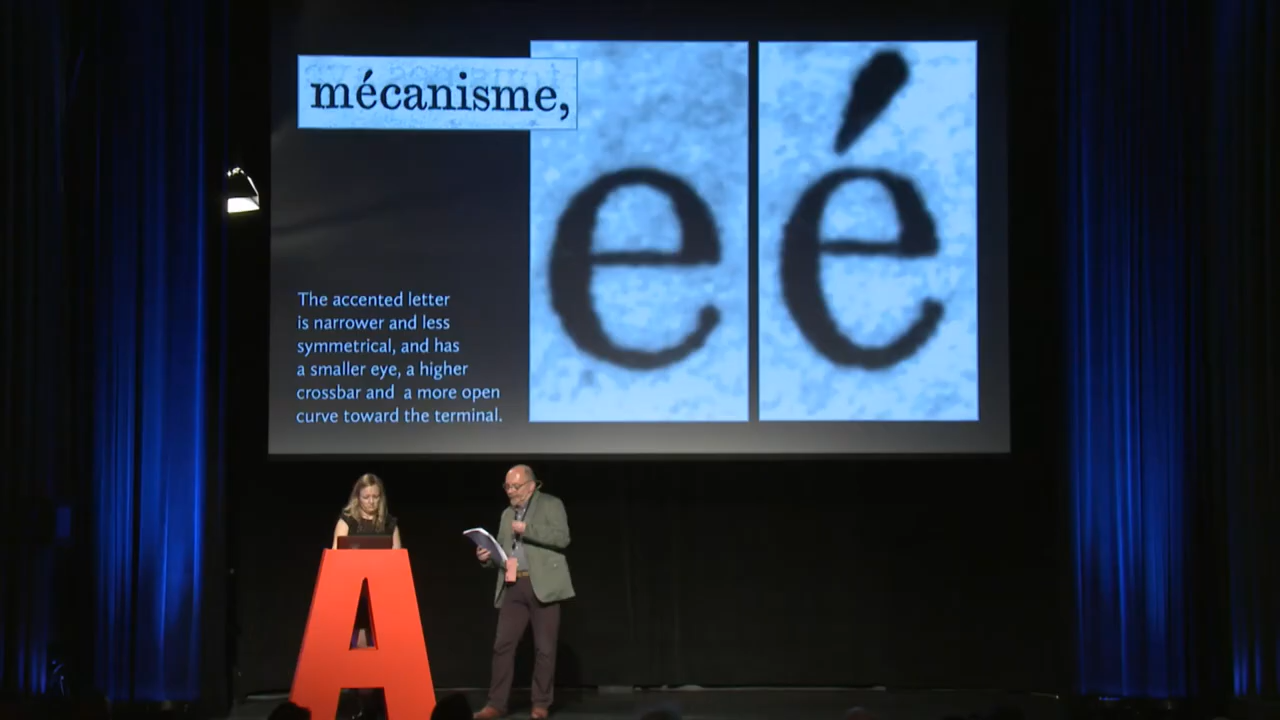 mécanisme,
e é
The accented letter
is narrower and less
symmetrical, and has
a smaller eye, a higher
crossbar and a more open
curve toward the terminal.
A